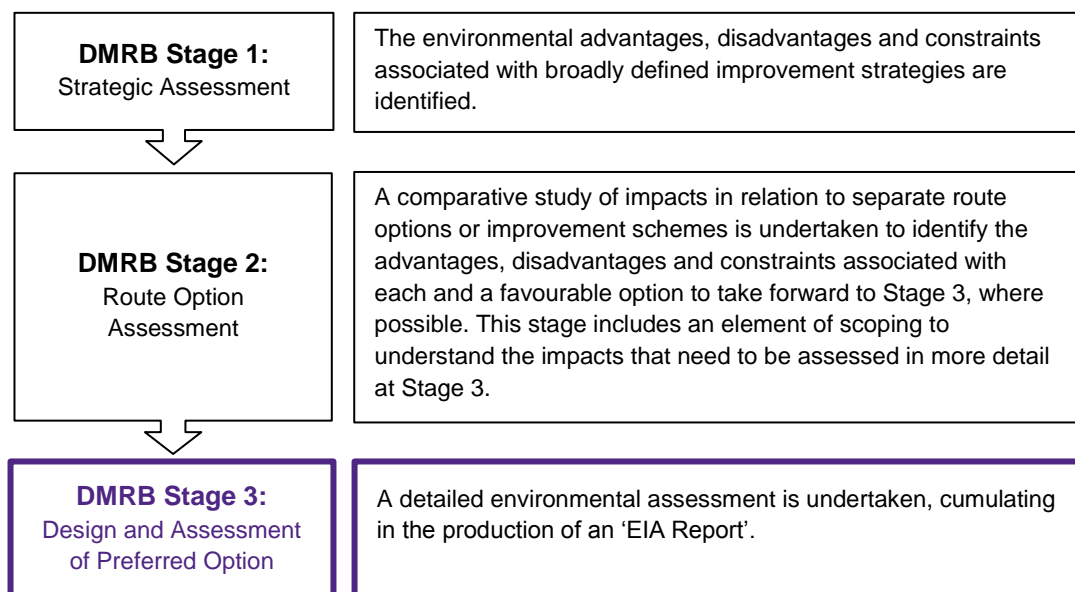 DMRB Stage 1:
Strategic Assessment
The environmental advantages, disadvantages and constraints
associated with broadly defined improvement strategies are
identified.
DMRB Stage 2:
Route Option
Assessment
A comparative study of impacts in relation to separate route
options or improvement schemes is undertaken to identify the
advantages, disadvantages and constraints associated with
each and a favourable option to take forward to Stage 3, where
possible. This stage includes an element of scoping to
understand the impacts that need to be assessed in more detail
at Stage 3.
DMRB Stage 3:
Design and Assessment
of Preferred Option
A detailed environmental assessment is undertaken, cumulating
in the production of an ‘EIA Report’.